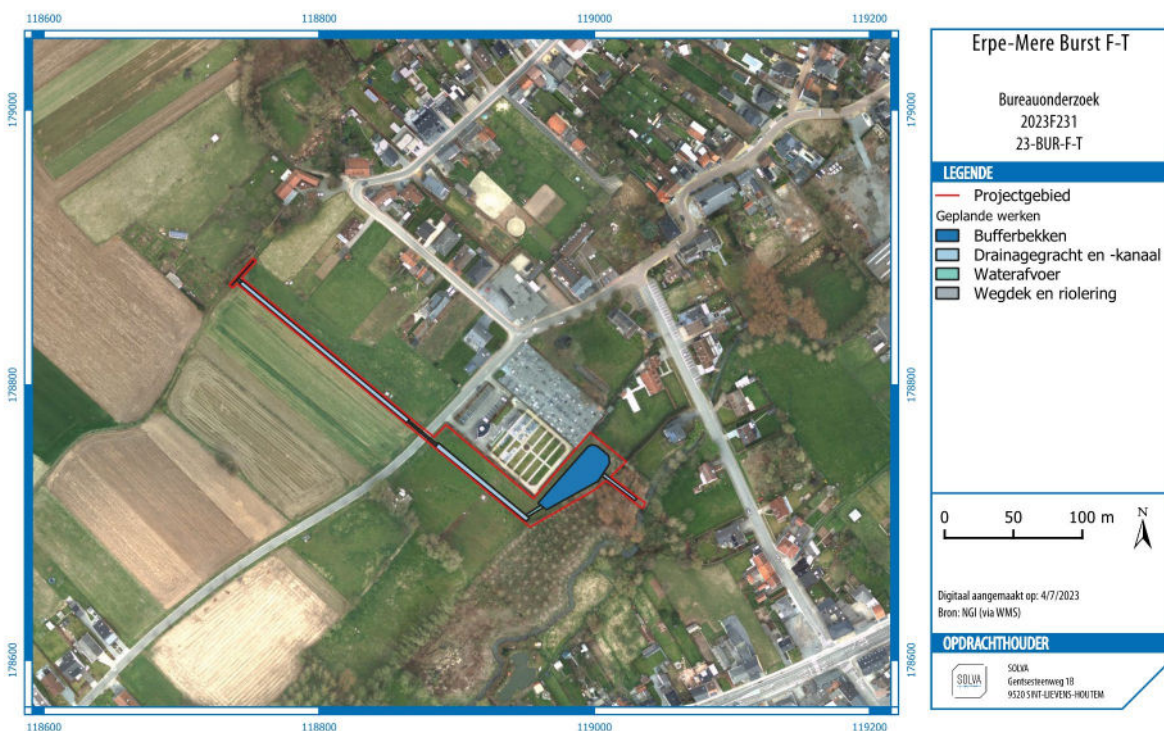 118600
118800
119000
119200
179000
179000
178800
178800
178600
178600
118600
118800
119000
119200
Erpe-Mere Burst F-T
Bureauonderzoek
2023F231
23-BUR-F-T
LEGENDE
Projectgebied
Geplande werken
Bufferbekken
Drainagegracht en -kanaal
Waterafvoer
Wegdek en riolering
0 50 100 m
N
Digitaal aangemaakt op: 4/7/2023
Bron: NGI (via WMS)
OPDRACHTHOUDER
SOLVA
SOLVA
Gentsesteenweg 1B
9520 SINT-LIEVENS-HOUTEM